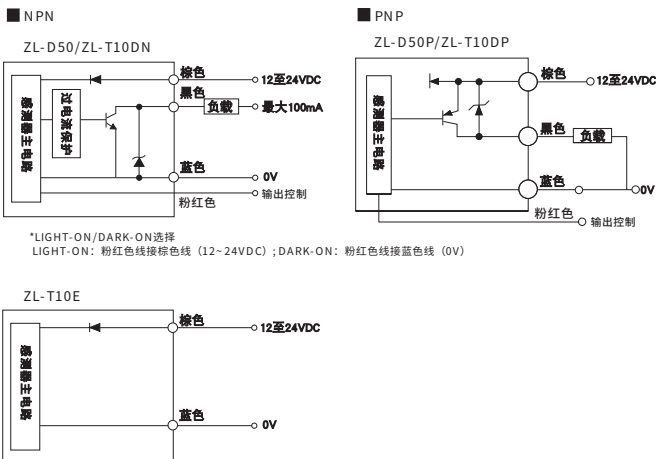 NPN
ZL-D50/ZL-T10DN
感测器主电路
过电流保护
棕色
12至24VDC
黑色
负载
最大100mA
蓝色
0V
粉红色
输出控制
PNP
ZL-D50P/ZL-T10DP
感测器主电路
棕色
12至24VDC
黑色
负载
蓝色
0V
粉红色
输出控制
*LIGHT-ON/DARK-ON选择
LIGHT-ON：粉红色线接棕色线（12~24VDC）; DARK-ON：粉红色线接蓝色线（0V）
ZL-T10E
感测器主电路
棕色
12至24VDC
蓝色
0V